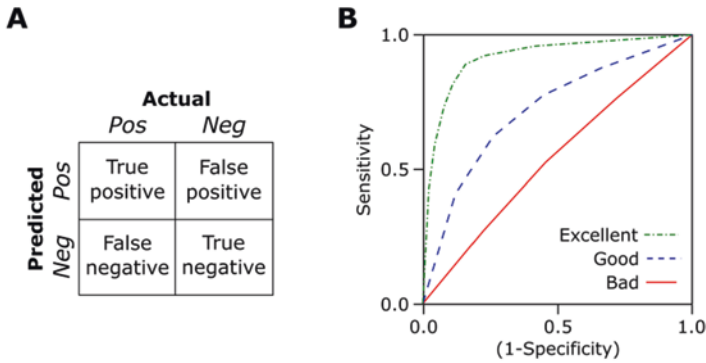 A
Actual
Pos Neg
Predicted
Pos
Neg
True
positive
False
positive
False
negative
True
negative
B
1.0
0.5
0.0
Sensitivity
Excellent
Good
Bad
0.0 0.5 1.0
(1-Specificity)